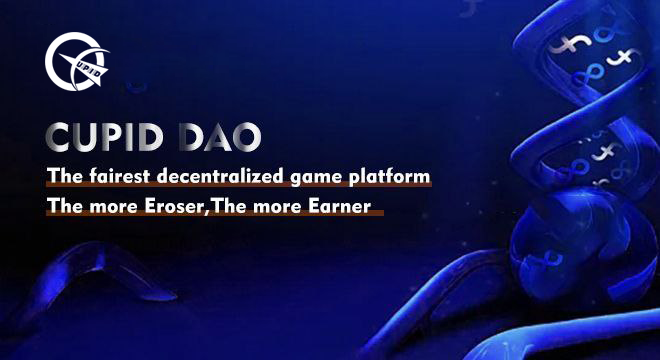 CUPID
CUPID DAO
The fairest decentralized game platform
The more Eroser,The more Earner